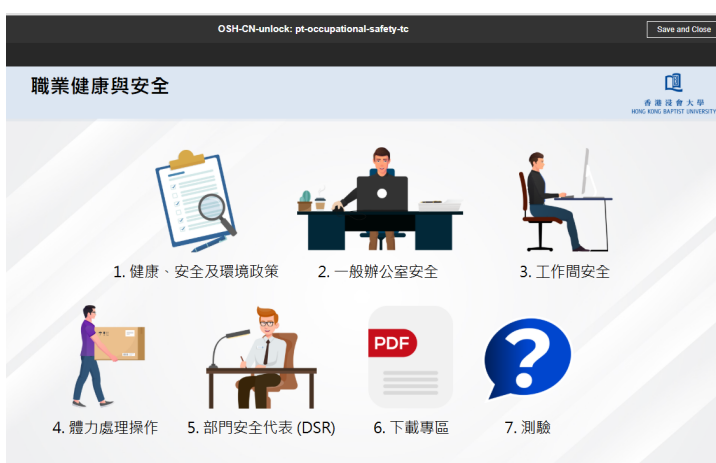 OSH-CN-unlock: pt-occupational-safety-tc
Save and Close
職業健康與安全
香港浸會大學
HONG KONG BAPTIST UNIVERSITY
1. 健康、安全及環境政策
2. 一般辦公室安全
3. 工作間安全
PDF
?
4. 體力處理操作
5. 部門安全代表 (DSR)
6. 下載專區
7. 測驗